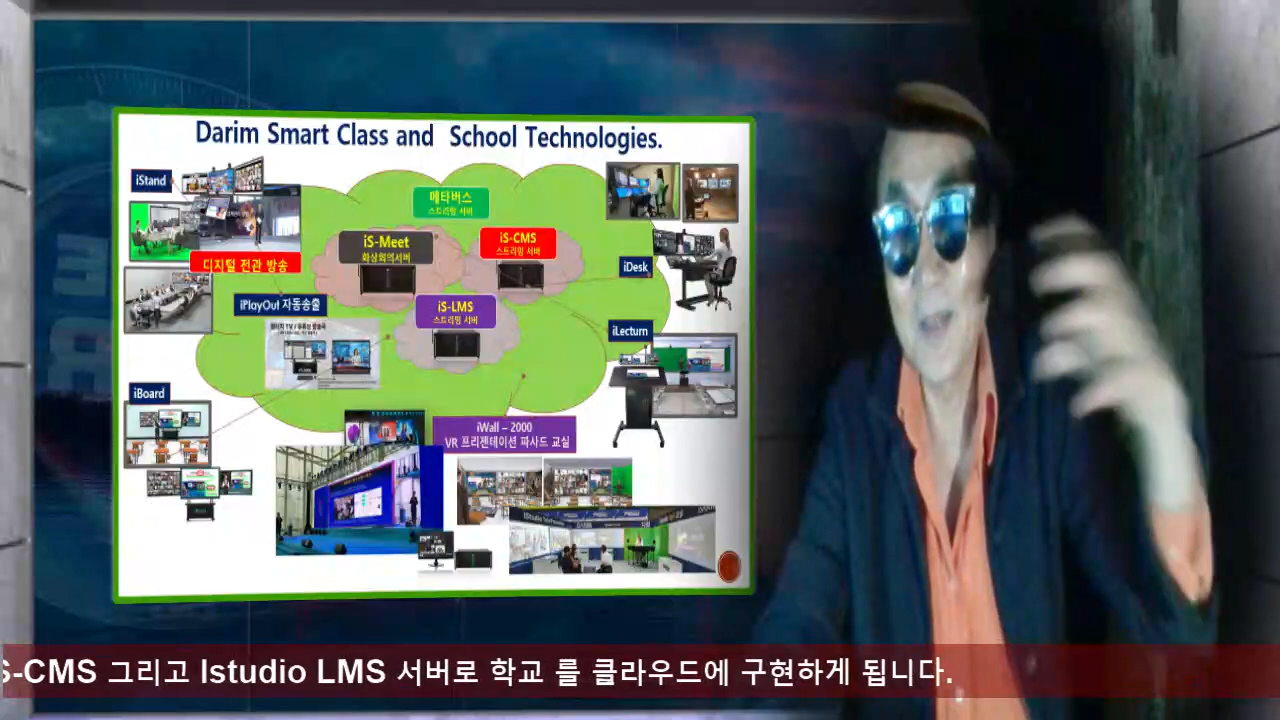 Darim Smart Class and School Technologies.
iStand
메타버스
스트리밍 서버
iS-Meet
화상회의서버
iS-CMS
스트리밍 서버
디지털 전관 방송
iDesk
iPlayOut 자동송출
iS-LMS
스트리밍 서버
iLecturn
iBoard
iWall – 2000
VR 프리젠테이션 파사드 교실
S-CMS 그리고 Istudio LMS 서버로 학교 를 클라우드에 구현하게 됩니다.